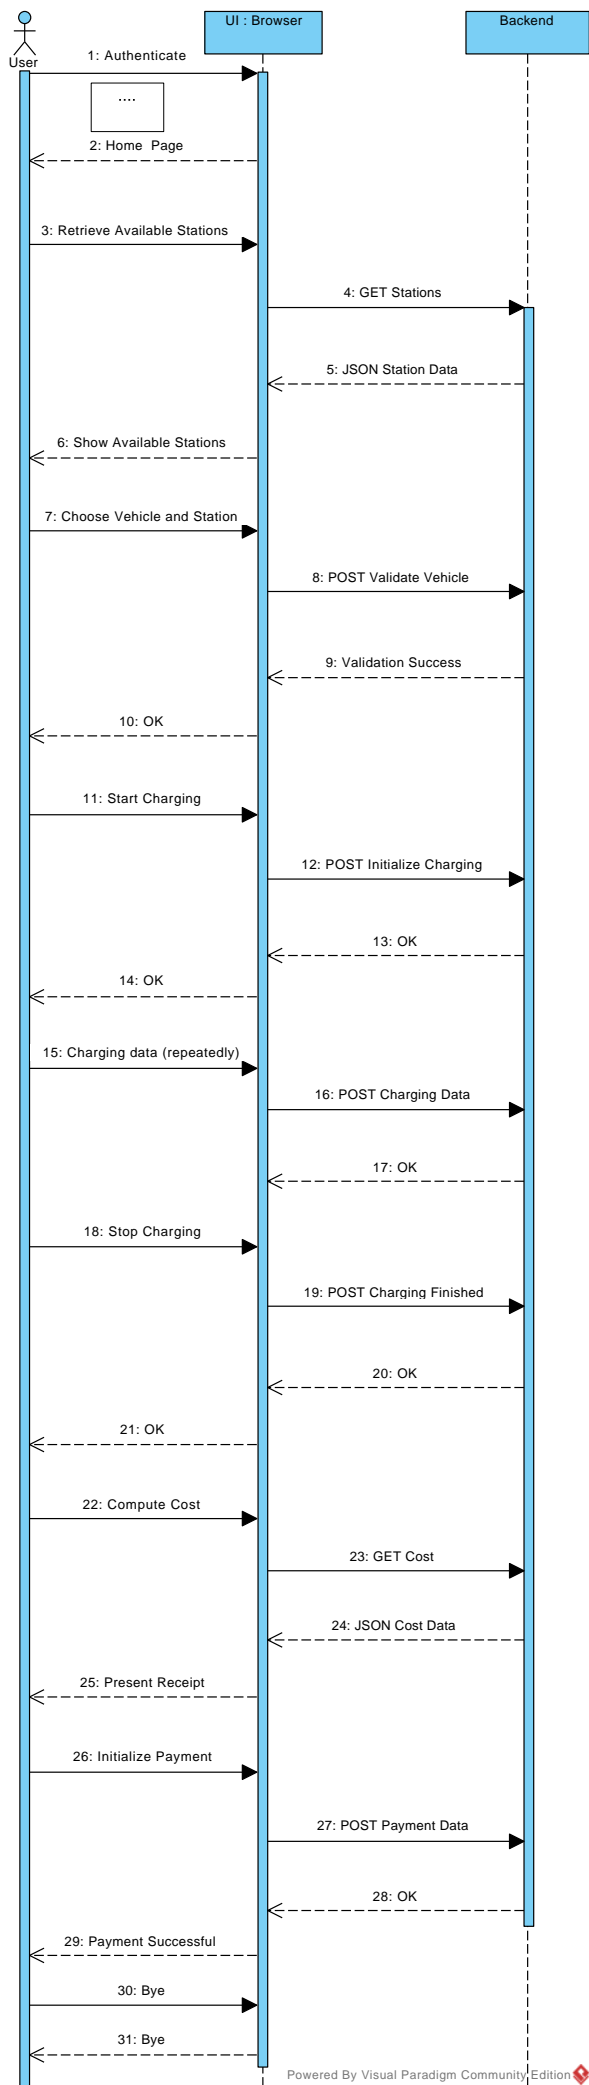 UI : Browser
Backend
User
1: Authenticate
....
2: Home  Page
3: Retrieve Available Stations
4: GET Stations
5: JSON Station Data
6: Show Available Stations
7: Choose Vehicle and Station
8: POST Validate Vehicle
9: Validation Success
10: OK
11: Start Charging
12: POST Initialize Charging
13: OK
14: OK
15: Charging data (repeatedly)
16: POST Charging Data
17: OK
18: Stop Charging
19: POST Charging Finished
20: OK
21: OK
22: Compute Cost
23: GET Cost
24: JSON Cost Data
25: Present Receipt
26: Initialize Payment
27: POST Payment Data
28: OK
29: Payment Successful
30: Bye
31: Bye
Powered By Visual Paradigm Community Edition